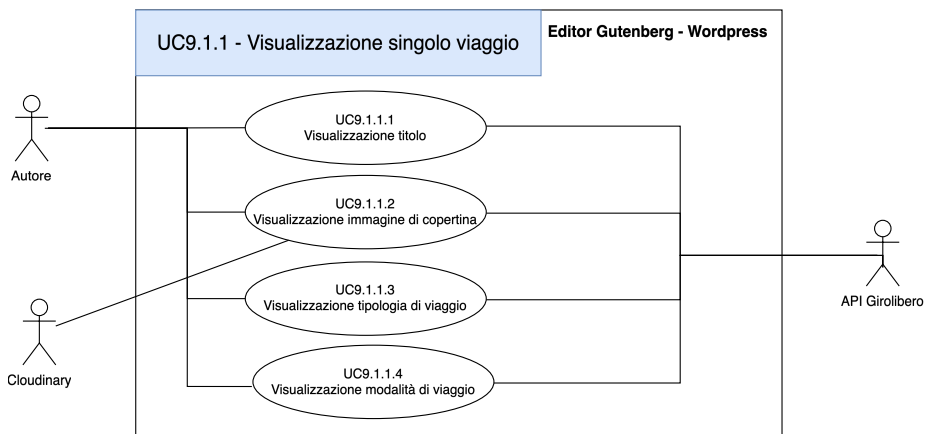 UC9.1.1 - Visualizzazione singolo viaggio
Editor Gutenberg - Wordpress
Autore
UC9.1.1.1
Visualizzazione titolo
UC9.1.1.2
Visualizzazione immagine di copertina
UC9.1.1.3
Visualizzazione tipologia di viaggio
UC9.1.1.4
Visualizzazione modalità di viaggio
Cloudinary
API Girolibero